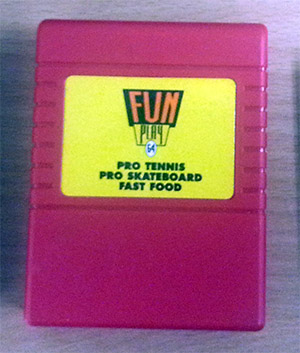 FUN
PLAY
64
PRO TENNIS
PRO SKATEBOARD
FAST FOOD